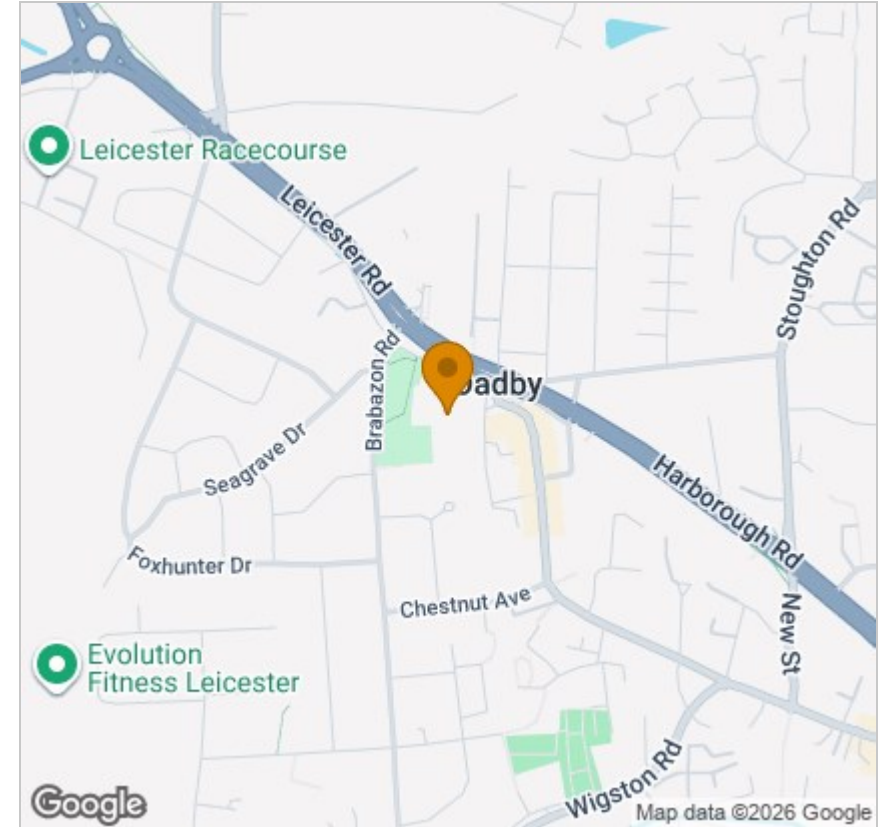 Leicester Racecourse
Leicester Rd
Stoughton Rd
Brabazon Rd
Oadby
Seagrave Dr
Harborough Rd
Foxhunter Dr
Chestnut Ave
New St
Evolution
Fitness Leicester
Wigston Rd
Google
Map data ©2026 Google